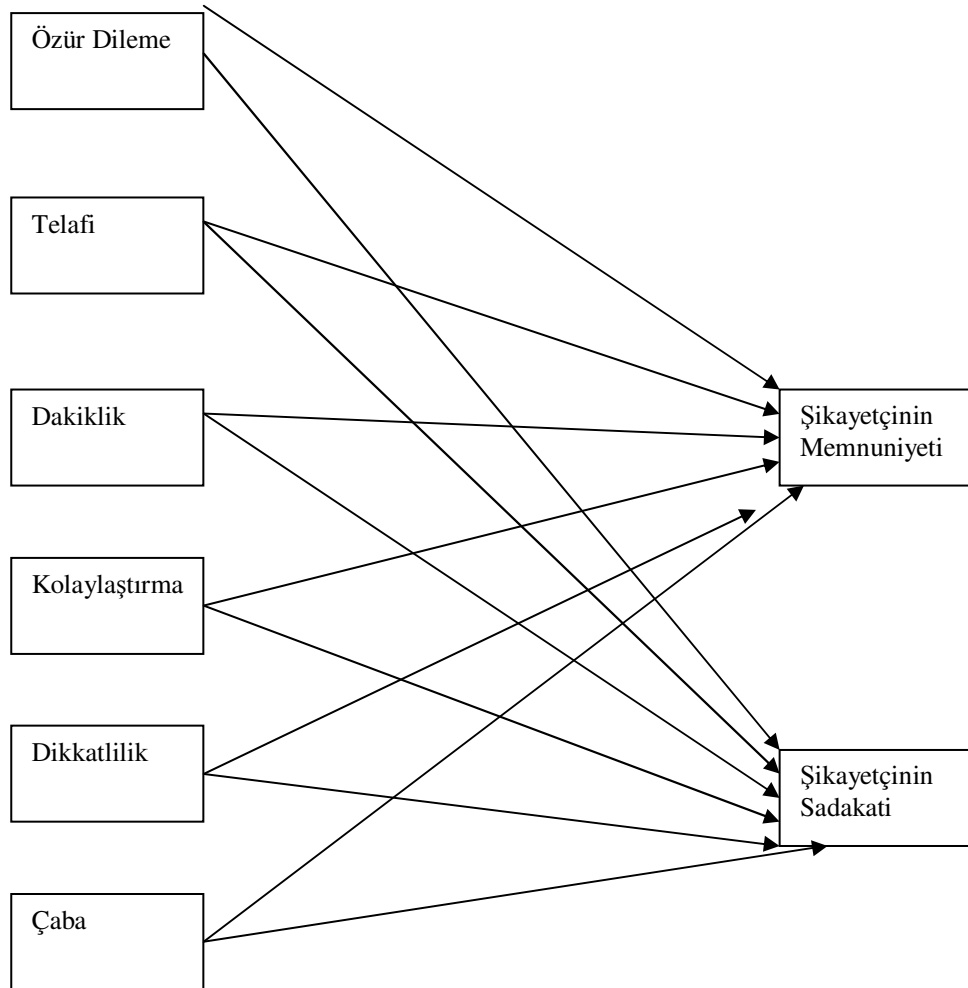 Özür Dileme
Telafi
Dakiklik
Şikayetçinin
Memnuniyeti
Kolaylaştırma
Dikkatlilik
Şikayetçinin
Sadakati
Çaba